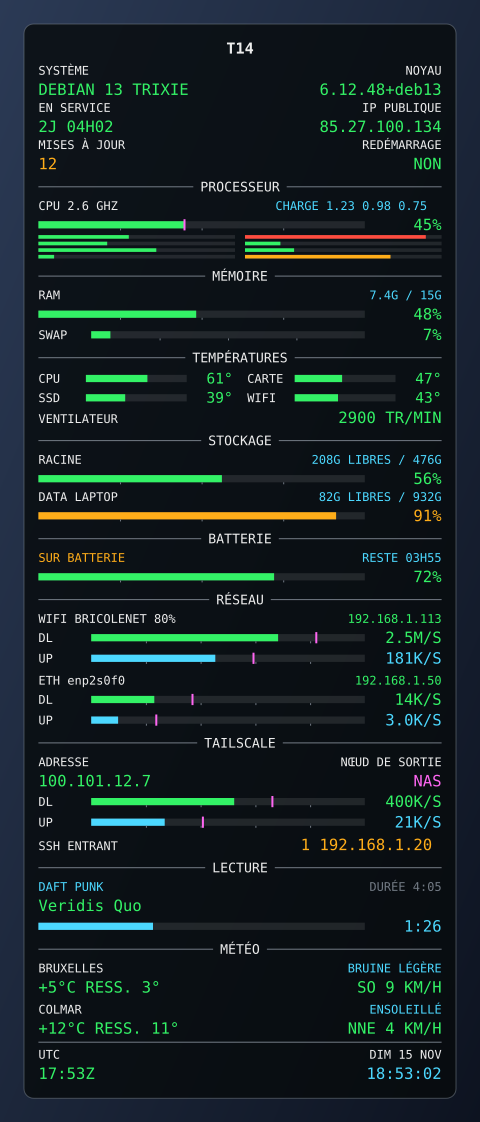 T14
SYSTÈME NOYAU
DEBIAN 13 TRIXIE 6.12.48+deb13
EN SERVICE IP PUBLIQUE
2J 04H02 85.27.100.134
MISES À JOUR REDÉMARRAGE
12 NON
PROCESSEUR
CPU 2.6 GHZ CHARGE 1.23 0.98 0.75
45%
MÉMOIRE
RAM 7.4G / 15G
48%
SWAP 7%
TEMPÉRATURES
CPU 61° CARTE 47°
SSD 39° WIFI 43°
VENTILATEUR 2900 TR/MIN
STOCKAGE
RACINE 208G LIBRES / 476G
56%
DATA LAPTOP 82G LIBRES / 932G
91%
BATTERIE
SUR BATTERIE RESTE 03H55
72%
RÉSEAU
WIFI BRICOLENET 80% 192.168.1.113
DL 2.5M/S
UP 181K/S
ETH enp2s0f0 192.168.1.50
DL 14K/S
UP 3.0K/S
TAILSCALE
ADRESSE NŒUD DE SORTIE
100.101.12.7 NAS
DL 400K/S
UP 21K/S
SSH ENTRANT 1 192.168.1.20
LECTURE
DAFT PUNK DURÉE 4:05
Veridis Quo
1:26
MÉTÉO
BRUXELLES BRUINE LÉGÈRE
+5°C RESS. 3° SO 9 KM/H
COLMAR ENSOLEILLÉ
+12°C RESS. 11° NNE 4 KM/H
UTC DIM 15 NOV
17:53Z 18:53:02